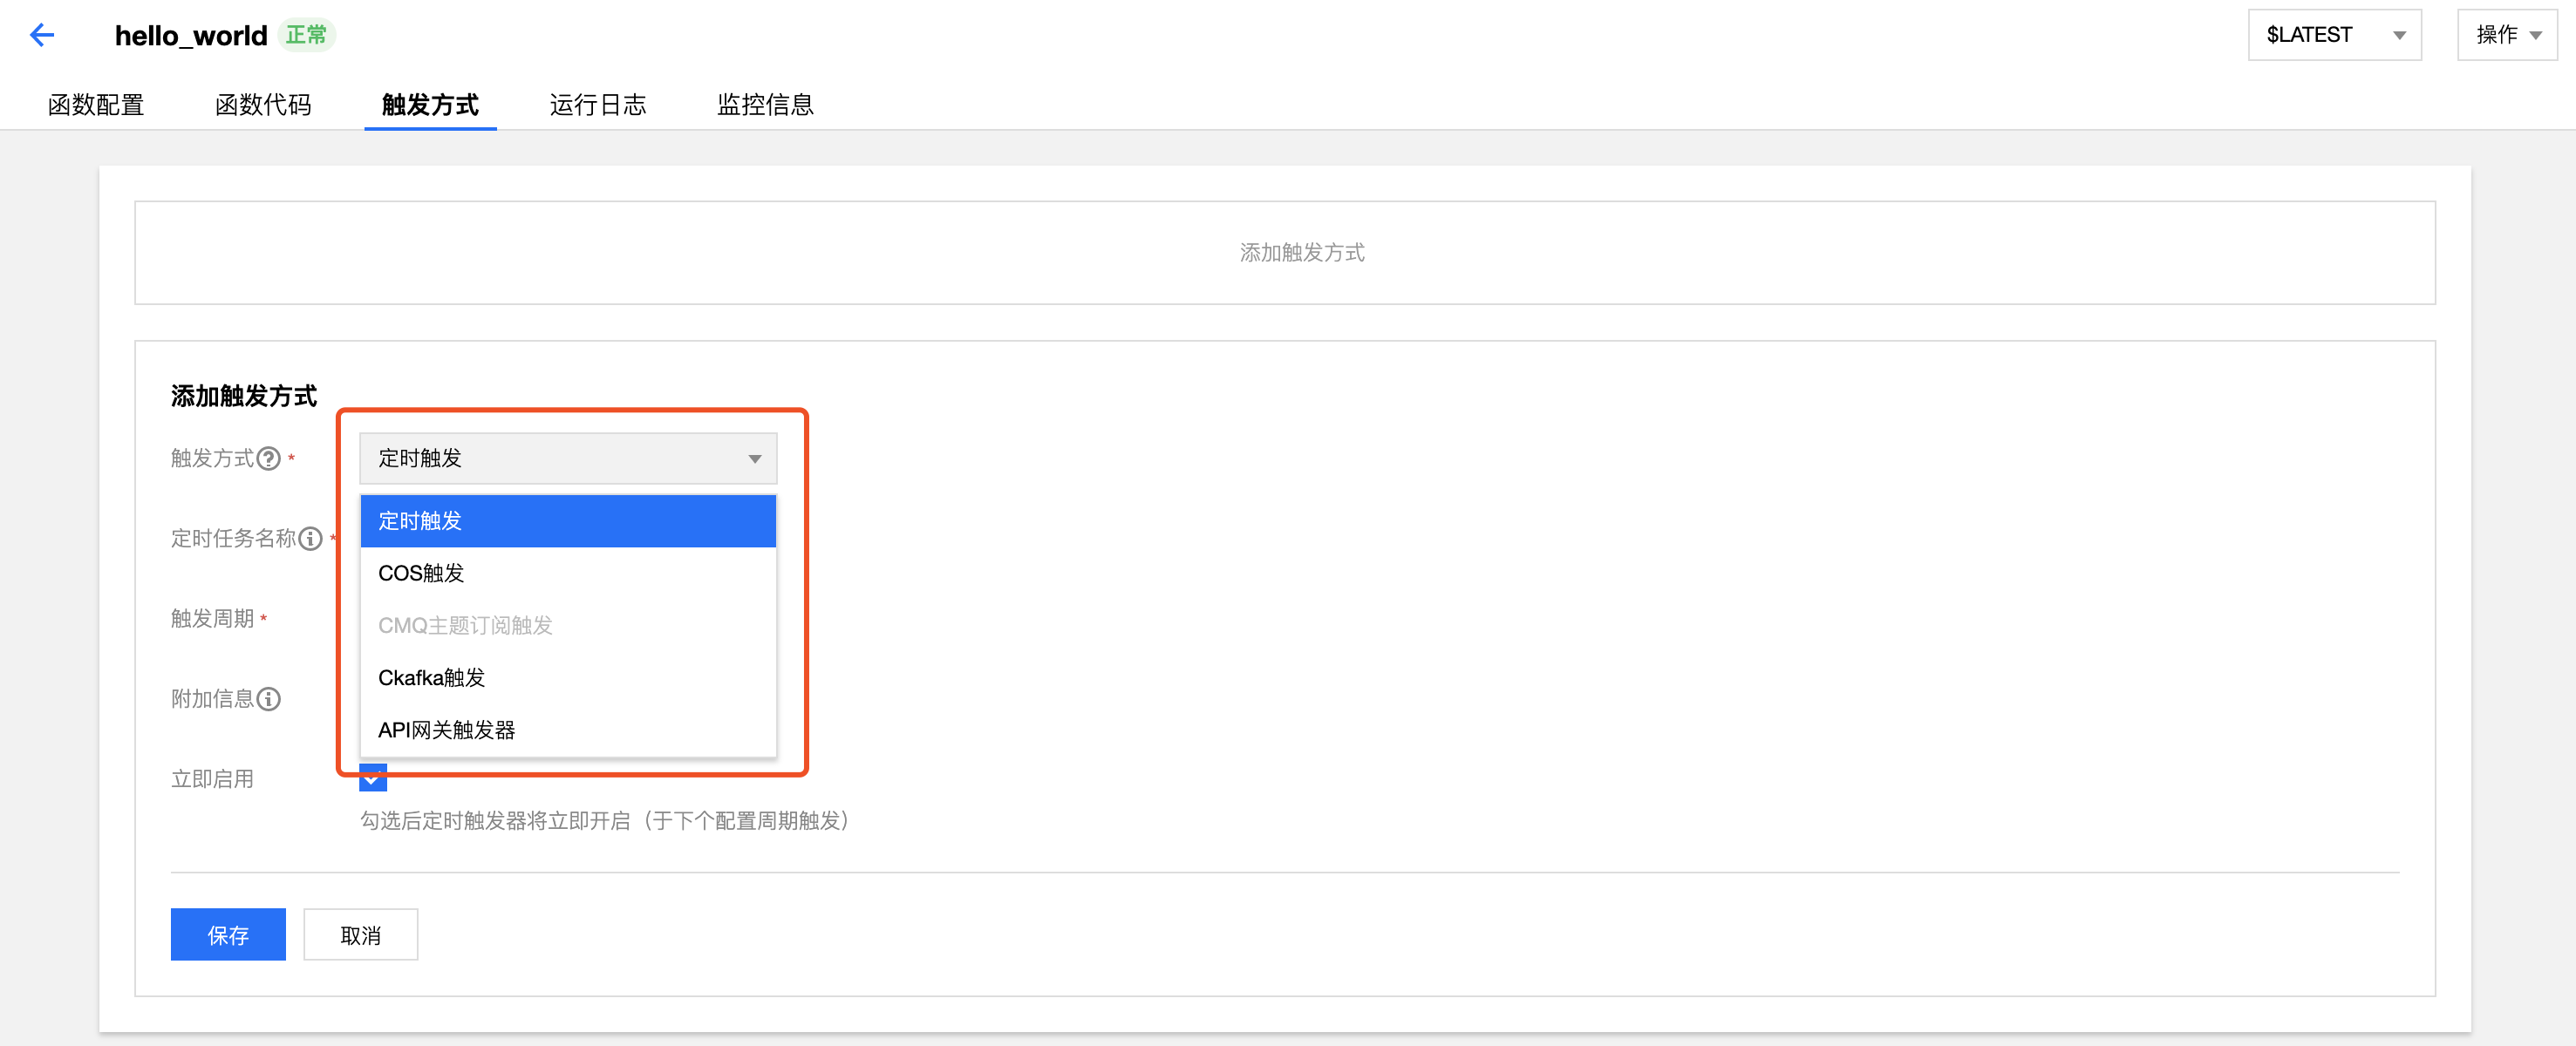 hello_world 正常 $LATEST 操作
函数配置 函数代码 触发方式 运行日志 监控信息
添加触发方式
添加触发方式
触发方式 * 定时触发
定时触发
定时任务名称 *
COS触发
触发周期 * CMQ主题订阅触发
Ckafka触发
附加信息
API网关触发器
立即启用
勾选后定时触发器将立即开启（于下个配置周期触发）
保存 取消